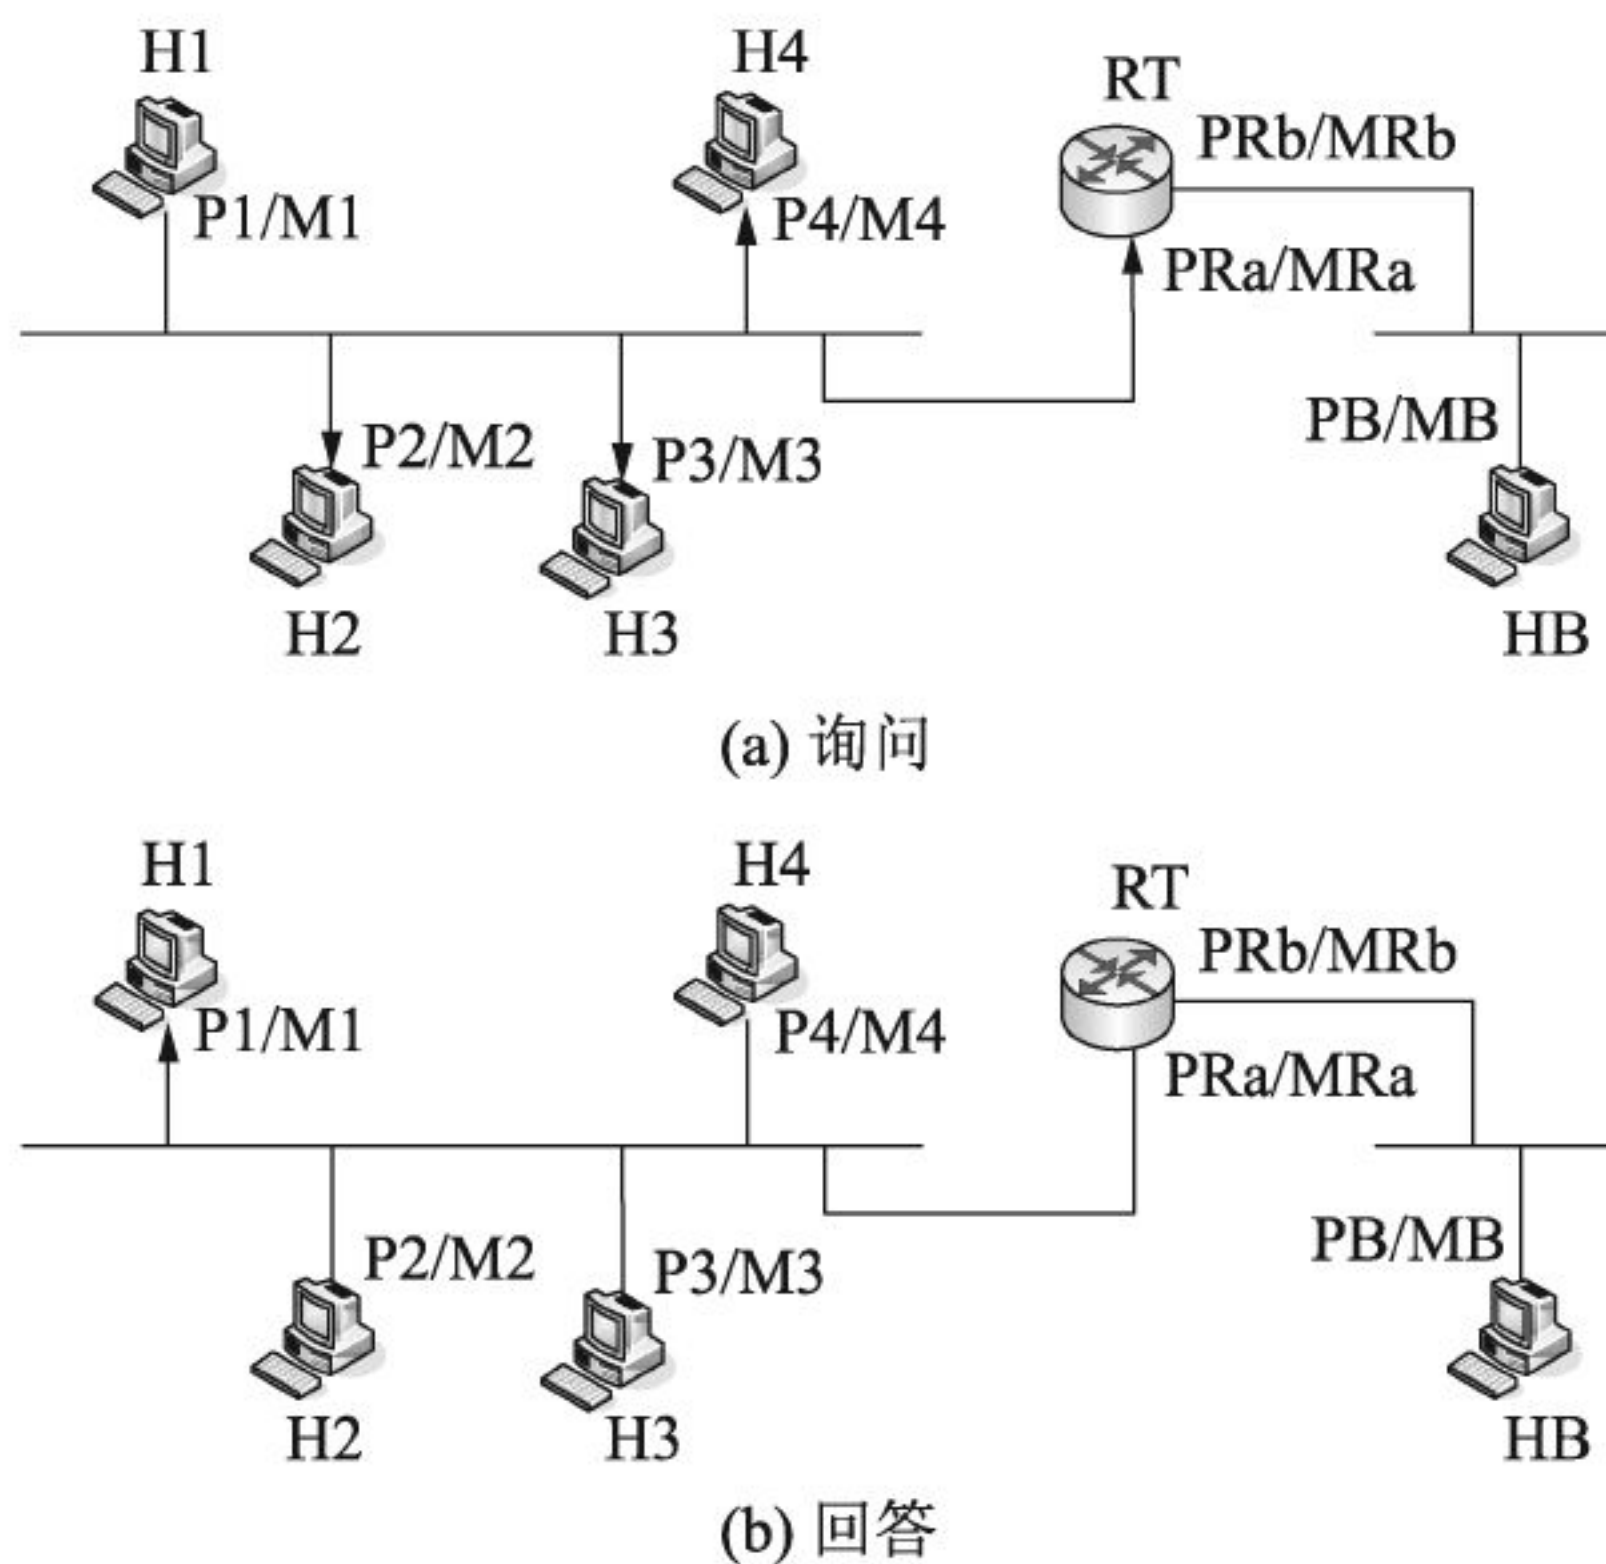 H1
H4
RT
PRb/MRb
P1/M1
P4/M4
PRa/MRa
P2/M2
P3/M3
PB/MB
H2
H3
HB
(a) 询问
H1
H4
RT
PRb/MRb
P1/M1
P4/M4
PRa/MRa
P2/M2
P3/M3
PB/MB
H2
H3
HB
(b) 回答